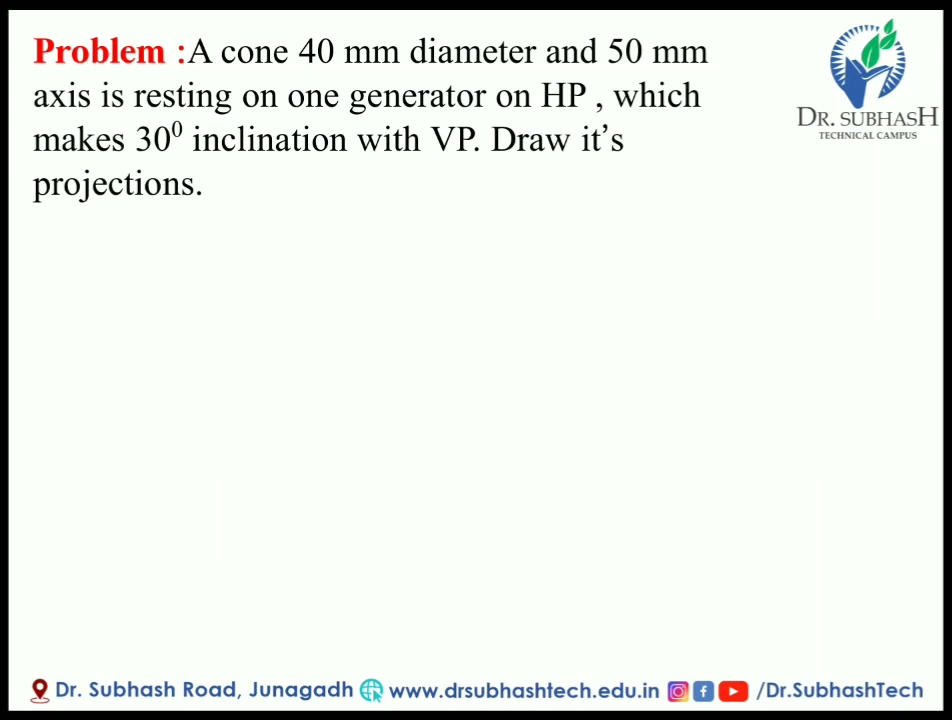 Problem :A cone 40 mm diameter and 50 mm
axis is resting on one generator on HP , which
makes 30⁰ inclination with VP. Draw it’s
projections.
DR. SUBHASH
TECHNICAL CAMPUS
Dr. Subhash Road, Junagadh www.drsubhashtech.edu.in /Dr.SubhashTech